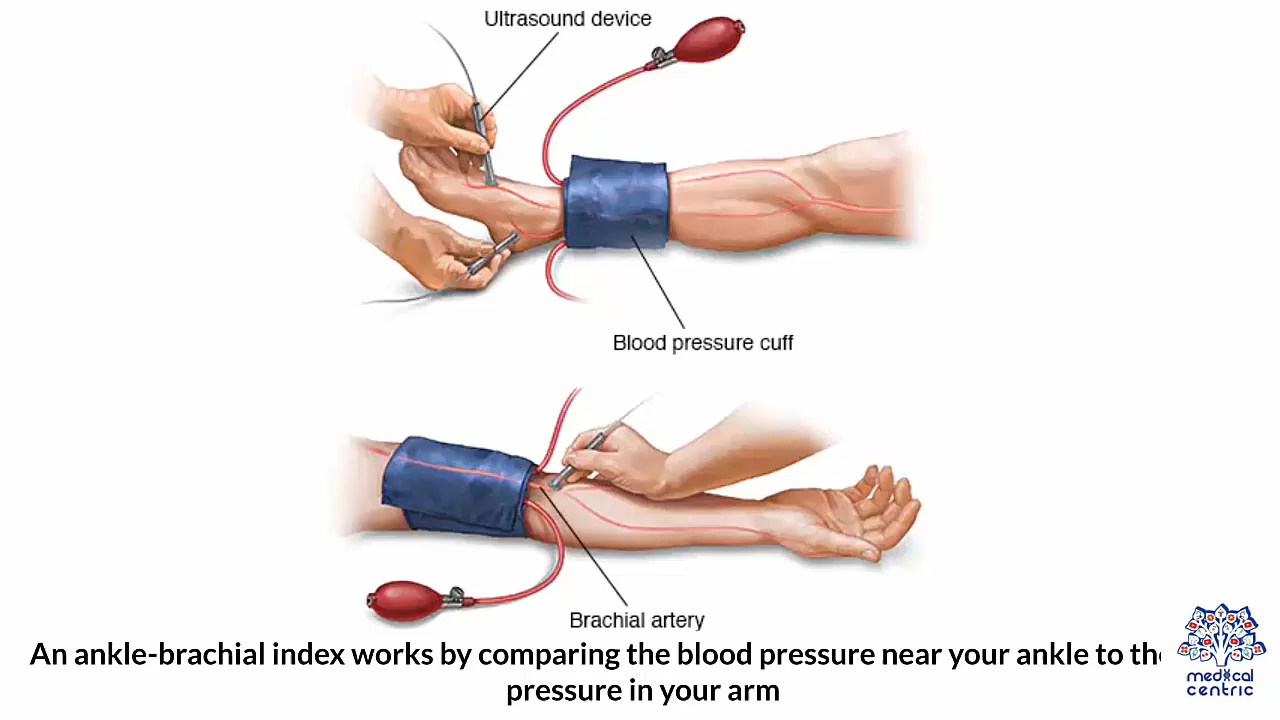 Ultrasound device
Blood pressure cuff
Brachial artery
An ankle-brachial index works by comparing the blood pressure near your ankle to the
pressure in your arm
medical
centric